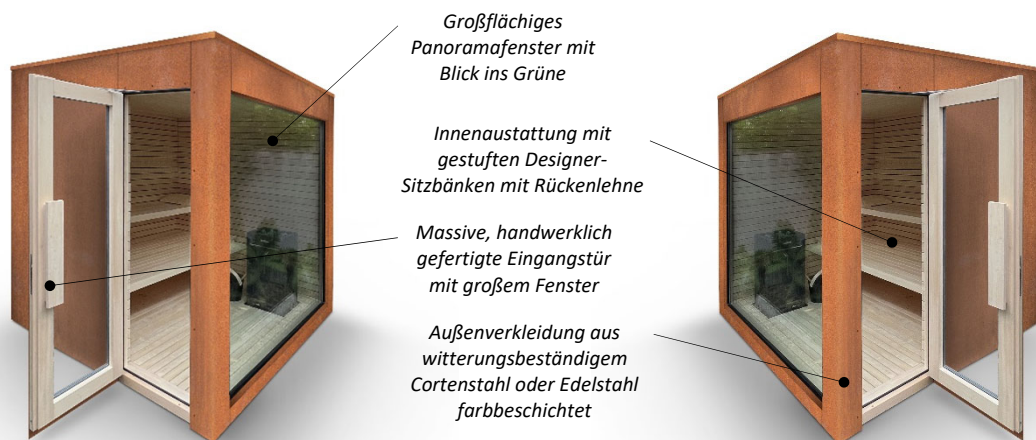 Großflächiges
Panoramafenster mit
Blick ins Grüne
Innenaustattung mit
gestuften Designer-
Sitzbänken mit Rückenlehne
Massive, handwerklich
gefertigte Eingangstür
mit großem Fenster
Außenverkleidung aus
witterungsbeständigem
Cortenstahl oder Edelstahl
farbbeschichtet